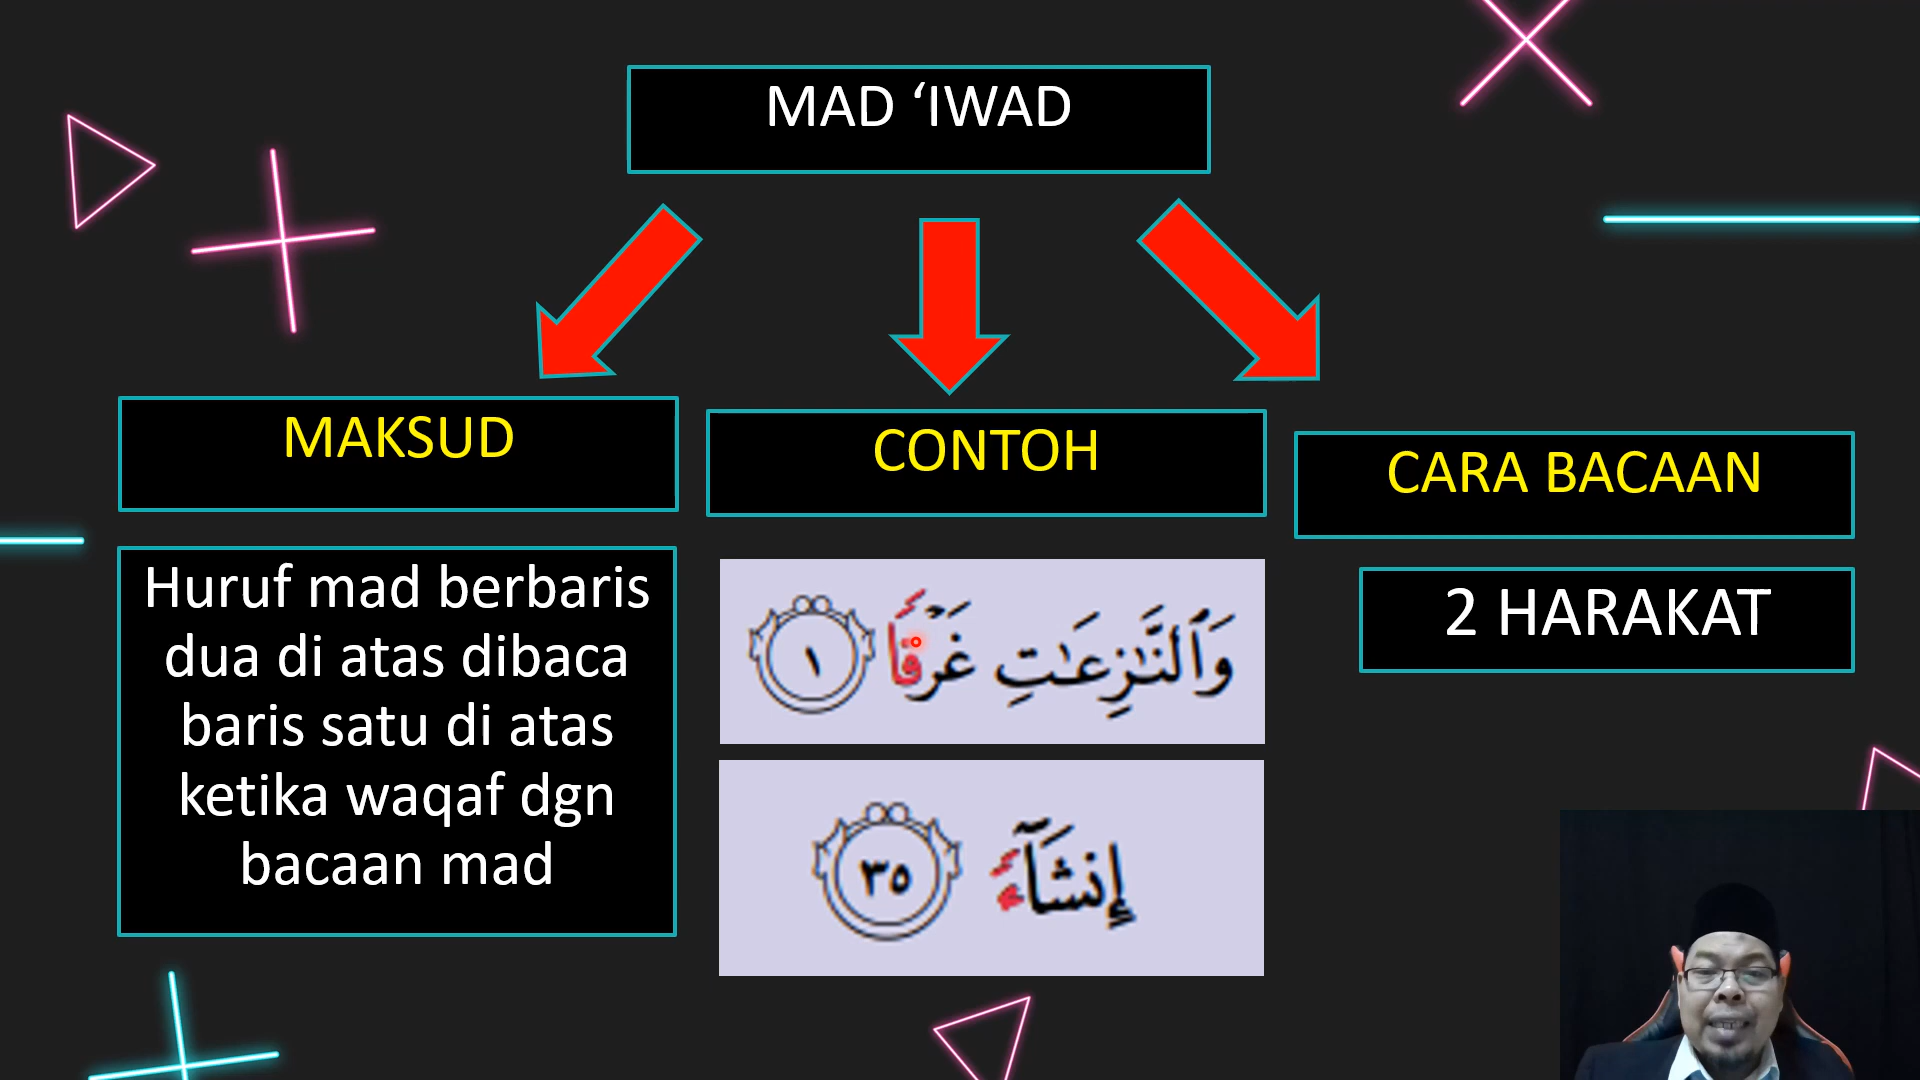 MAD ‘IWAD
MAKSUD
CONTOH
CARA BACAAN
Huruf mad berbaris
dua di atas dibaca
baris satu di atas
ketika waqaf dgn
bacaan mad
وَٱلنَّـٰزِعَـٰتِ غَرۡقࣰا ١
إِنشَاۤءࣰ ٣٥
2 HARAKAT